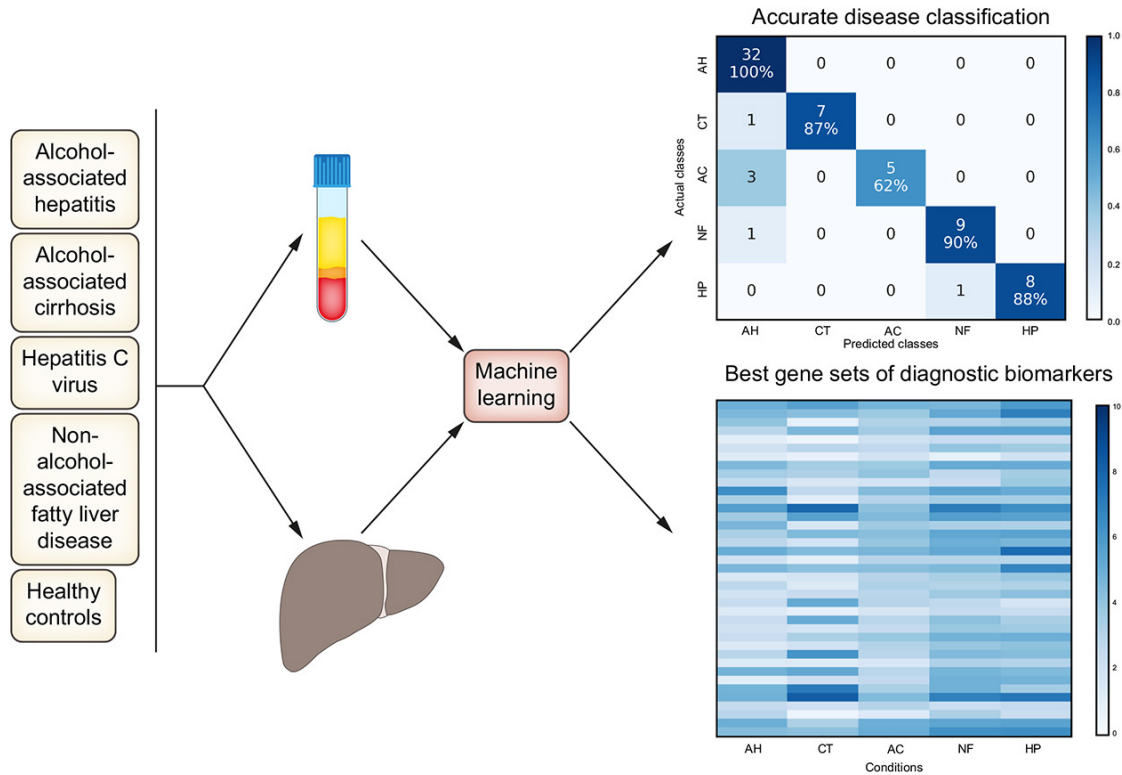 Alcohol-
associated
hepatitis
Alcohol-
associated
cirrhosis
Hepatitis C
virus
Non-
alcohol-
associated
fatty liver
disease
Healthy
controls
Machine
learning
Accurate disease classification
Actual classes
AH
32
100%
0
0
0
0
CT
1
7
87%
0
0
0
AC
3
0
5
62%
0
0
NF
1
0
0
9
90%
0
HP
0
0
0
1
8
88%
AH CT AC NF HP
Predicted classes
1.0
0.8
0.6
0.4
0.2
0.0
Best gene sets of diagnostic biomarkers
10
8
6
4
2
0
AH CT AC NF HP
Conditions